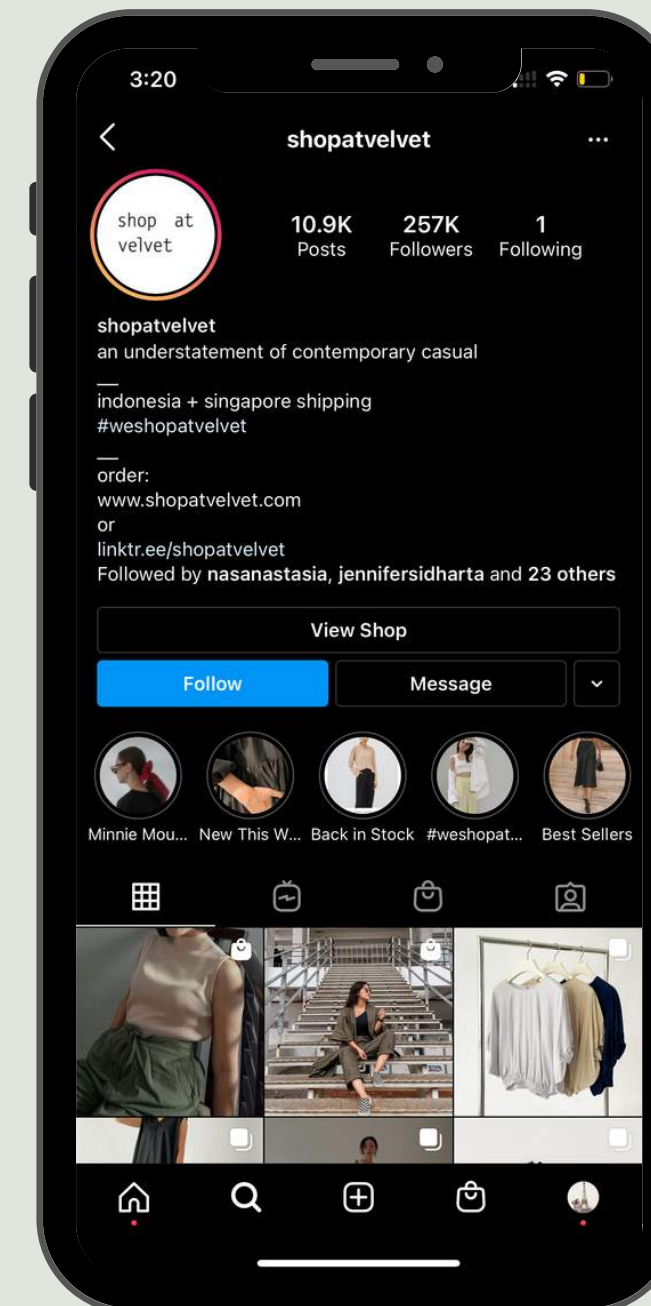 3:20
shopatvelvet
shop at
velvet
10.9K
Posts
257K
Followers
1
Following
shopatvelvet
an understatement of contemporary casual
__
indonesia + singapore shipping
#weshopatvelvet
__
order:
www.shopatvelvet.com
or
linktr.ee/shopatvelvet
Followed by nasanastasia, jennifersidharta and 23 others
View Shop
Follow
Message
Minnie Mou...
New This W...
Back in Stock
#weshopat...
Best Sellers